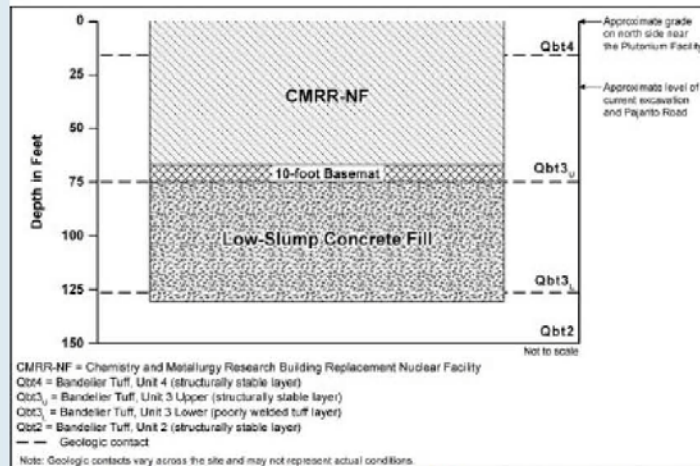 0
25
50
75
100
125
150
Depth in Feet
CMRR-NF
10-foot Basemat
Low-Slump Concrete Fill
Qbt4
Qbt3U
Qbt3L
Qbt2
Not to scale
Approximate grade
on north side near
the Plutonium Facility
Approximate level of
current excavation
and Pajarito Road
CMRR-NF = Chemistry and Metallurgy Research Building Replacement Nuclear Facility
Qbt4 = Bandelier Tuff, Unit 4 (structurally stable layer)
Qbt3U = Bandelier Tuff, Unit 3 Upper (structurally stable layer)
Qbt3L = Bandelier Tuff, Unit 3 Lower (poorly welded tuff layer)
Qbt2 = Bandelier Tuff, Unit 2 (structurally stable layer)
Geologic contact
Note: Geologic contacts vary across the site and may not represent actual conditions.